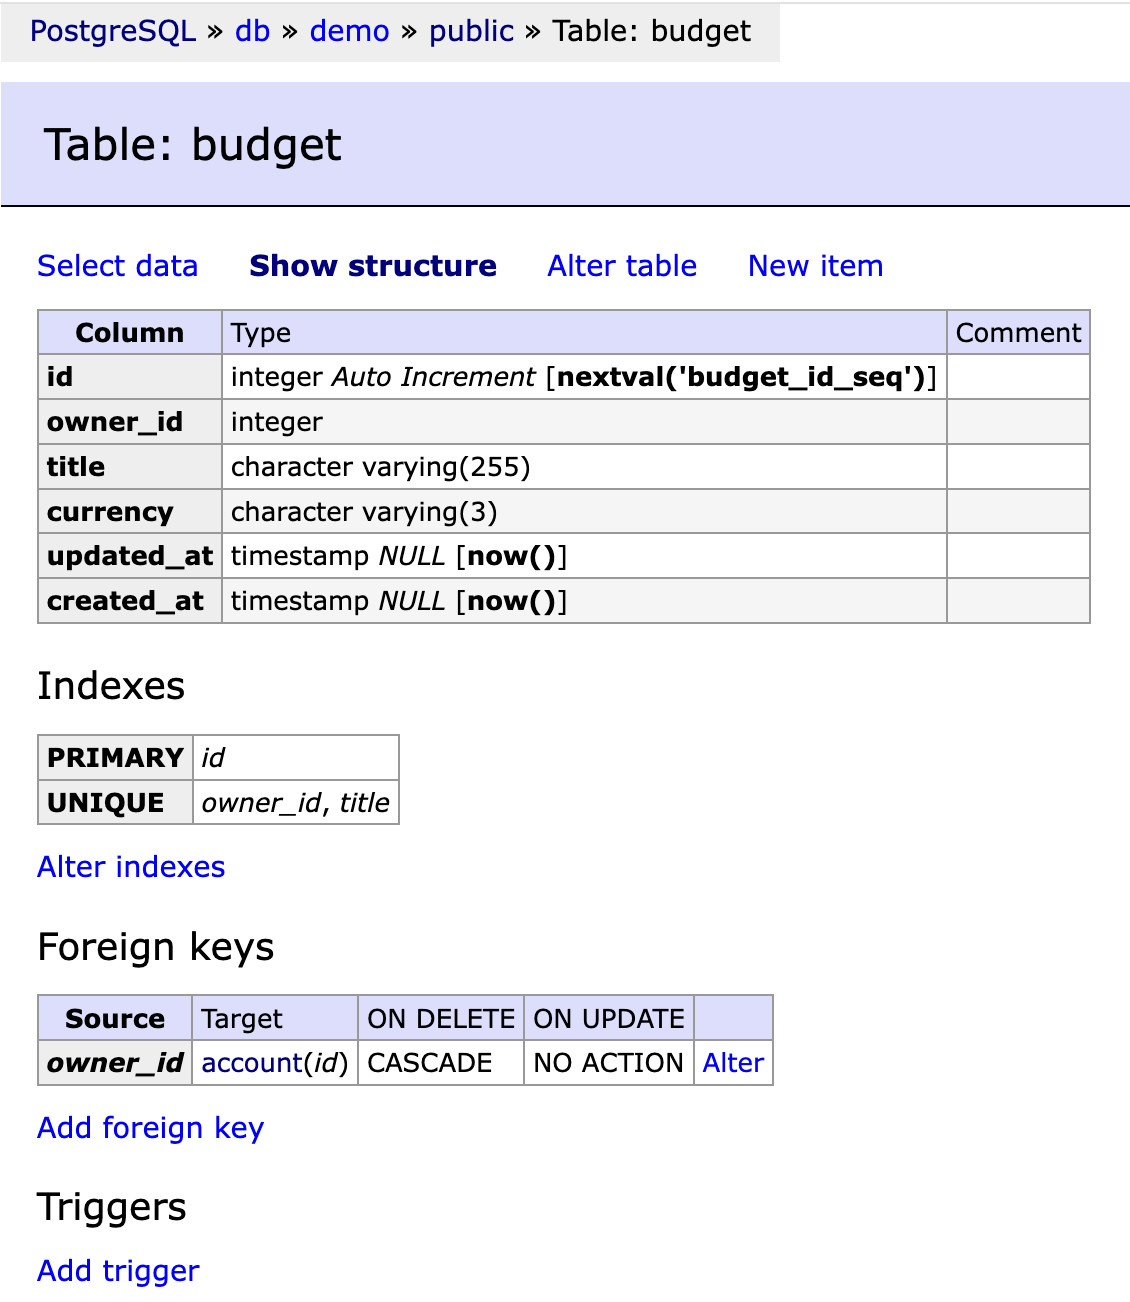 PostgreSQL » db » demo » public » Table: budget
Table: budget
Select data Show structure Alter table New item
Column Type Comment
id integer Auto Increment [nextval('budget_id_seq')]
owner_id integer
title character varying(255)
currency character varying(3)
updated_at timestamp NULL [now()]
created_at timestamp NULL [now()]
Indexes
PRIMARY id
UNIQUE owner_id, title
Alter indexes
Foreign keys
Source Target ON DELETE ON UPDATE
owner_id account(id) CASCADE NO ACTION Alter
Add foreign key
Triggers
Add trigger